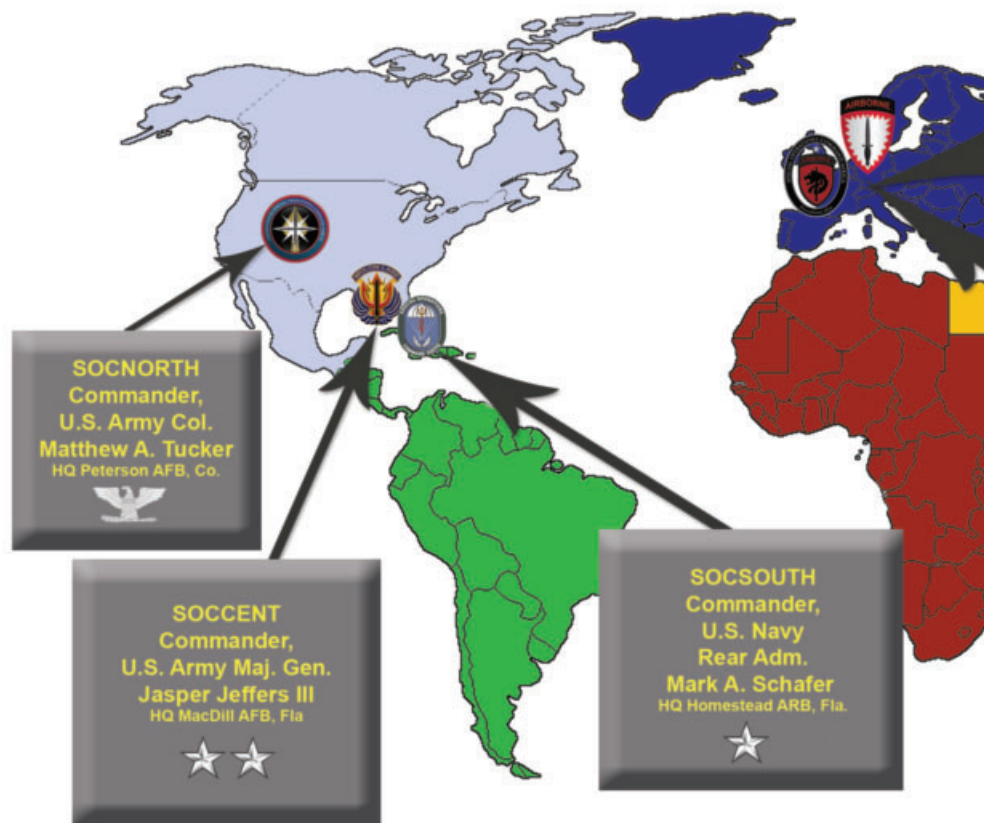 AIRBORNE
SOCNORTH
Commander,
U.S. Army Col.
Matthew A. Tucker
HQ Peterson AFB, Co.
SOCCENT
Commander,
U.S. Army Maj. Gen.
Jasper Jeffers III
HQ MacDill AFB, Fla
SOCSOUTH
Commander,
U.S. Navy
Rear Adm.
Mark A. Schafer
HQ Homestead ARB, Fla.